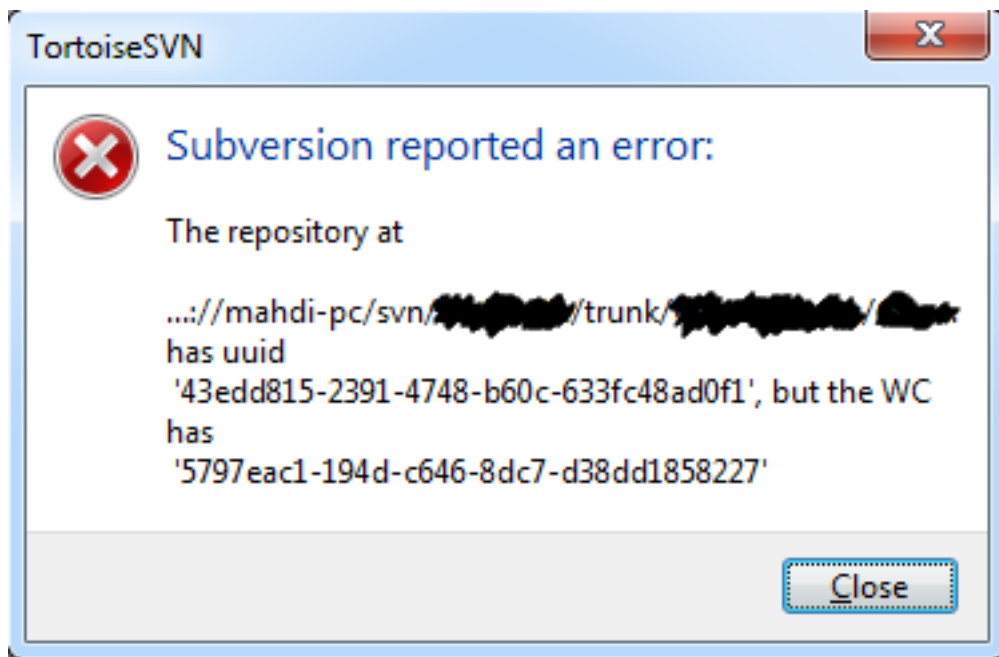 TortoiseSVN
Subversion reported an error:
The repository at
...://mahdi-pc/svn/ /trunk/ /
has uuid
'43edd815-2391-4748-b60c-633fc48ad0f1', but the WC
has
'5797eac1-194d-c646-8dc7-d38dd1858227'
Close